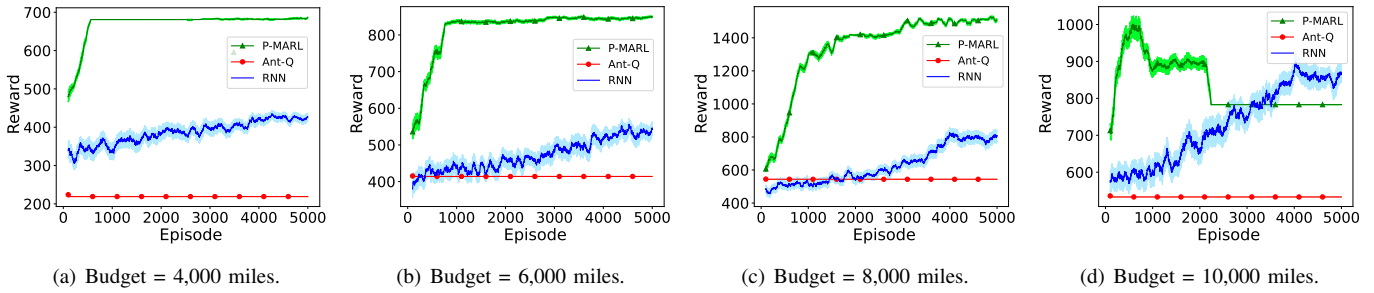 700
600
500
400
300
200
Reward
P-MARL
Ant-Q
RNN
0 1000 2000 3000 4000 5000
Episode
(a) Budget = 4,000 miles.
800
700
600
500
400
Reward
P-MARL
Ant-Q
RNN
0 1000 2000 3000 4000 5000
Episode
(b) Budget = 6,000 miles.
1400
1200
1000
800
600
400
Reward
P-MARL
Ant-Q
RNN
0 1000 2000 3000 4000 5000
Episode
(c) Budget = 8,000 miles.
1000
900
800
700
600
Reward
P-MARL
Ant-Q
RNN
0 1000 2000 3000 4000 5000
Episode
(d) Budget = 10,000 miles.